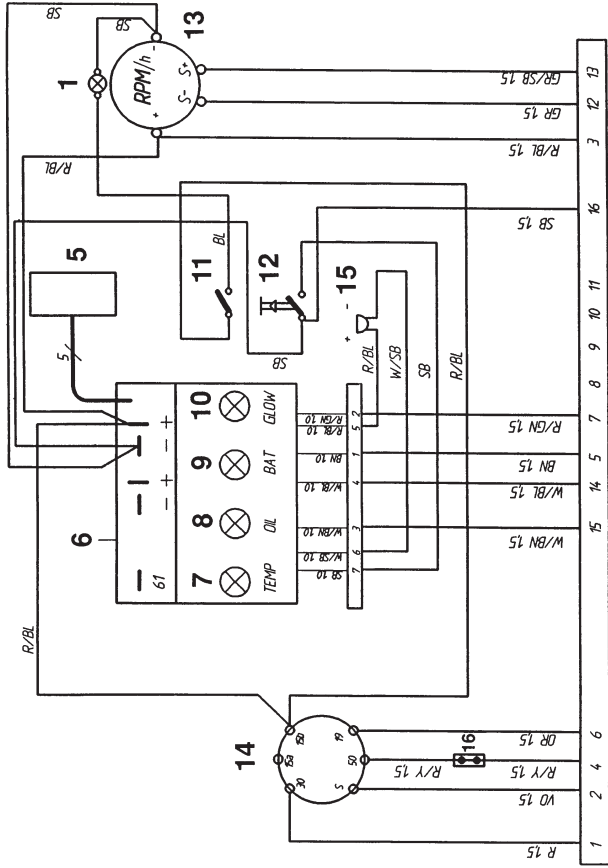 SB
SB
13
1
RPM/h
+
-
S-
S+
R/BL
5
5
11
BL
12
SB
15
+
-
6
61
-
+
-
+
7
8
9
10
TEMP
OIL
BAT
GLOW
R/BL
SB 1.0
W/SB 1.0
W/BN 1.0
W/BL 1.0
BN 1.0
R/BL 1.0
R/GN 1.0
7
6
3
4
1
5
2
R/BL
W/SB
SB
R/BL
14
30
15a
15b
S
50
19
16
R/Y 1,5
R 1,5
VO 1,5
R/Y 1,5
OR 1,5
W/BN 1,5
W/BL 1,5
BN 1,5
R/GN 1,5
SB 1,5
R/BL 1,5
GR 1,5
GR/SB 1,5
1
2
4
6
15
14
5
7
8
9
10
11
16
3
12
13